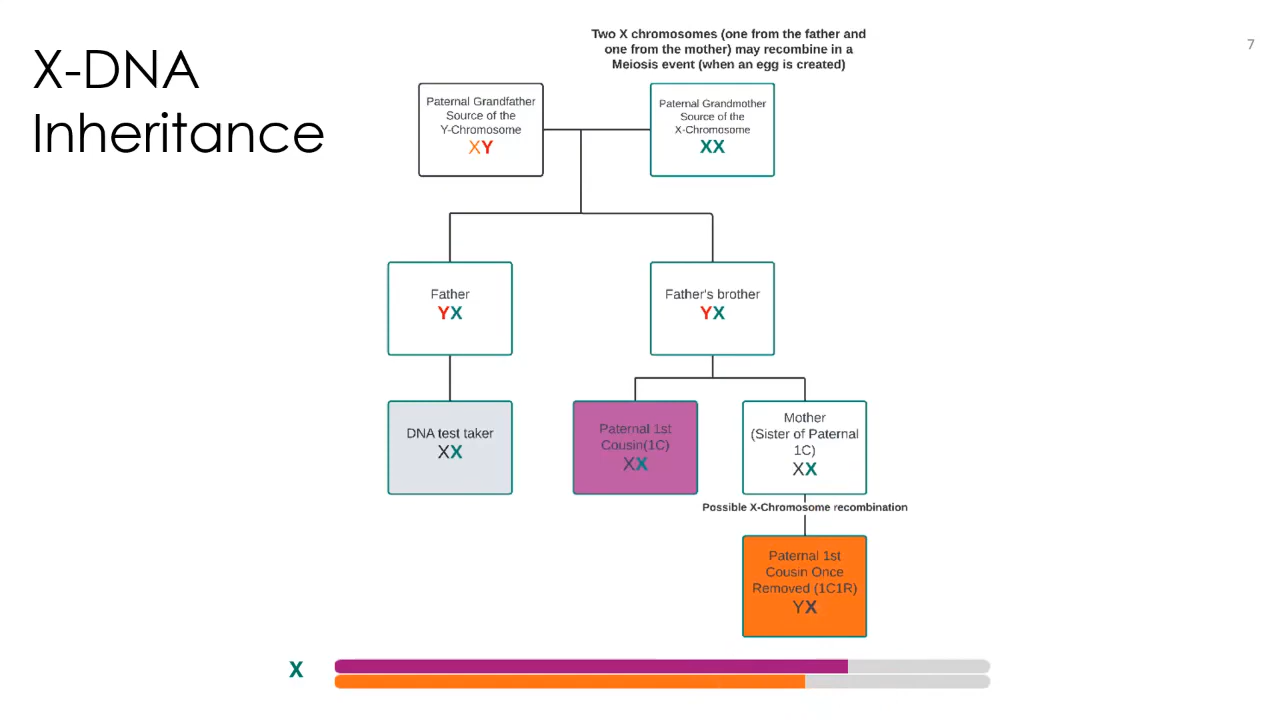 X-DNA
Inheritance
7
Two X chromosomes (one from the father and
one from the mother) may recombine in a
Meiosis event (when an egg is created)
Paternal Grandfather
Source of the
Y-Chromosome
XY
Paternal Grandmother
Source of the
X-Chromosome
XX
Father
YX
Father's brother
YX
DNA test taker
XX
Paternal 1st
Cousin(1C)
XX
Mother
(Sister of Paternal
1C)
XX
Possible X-Chromosome recombination
Paternal 1st
Cousin Once
Removed (1C1R)
YX
X